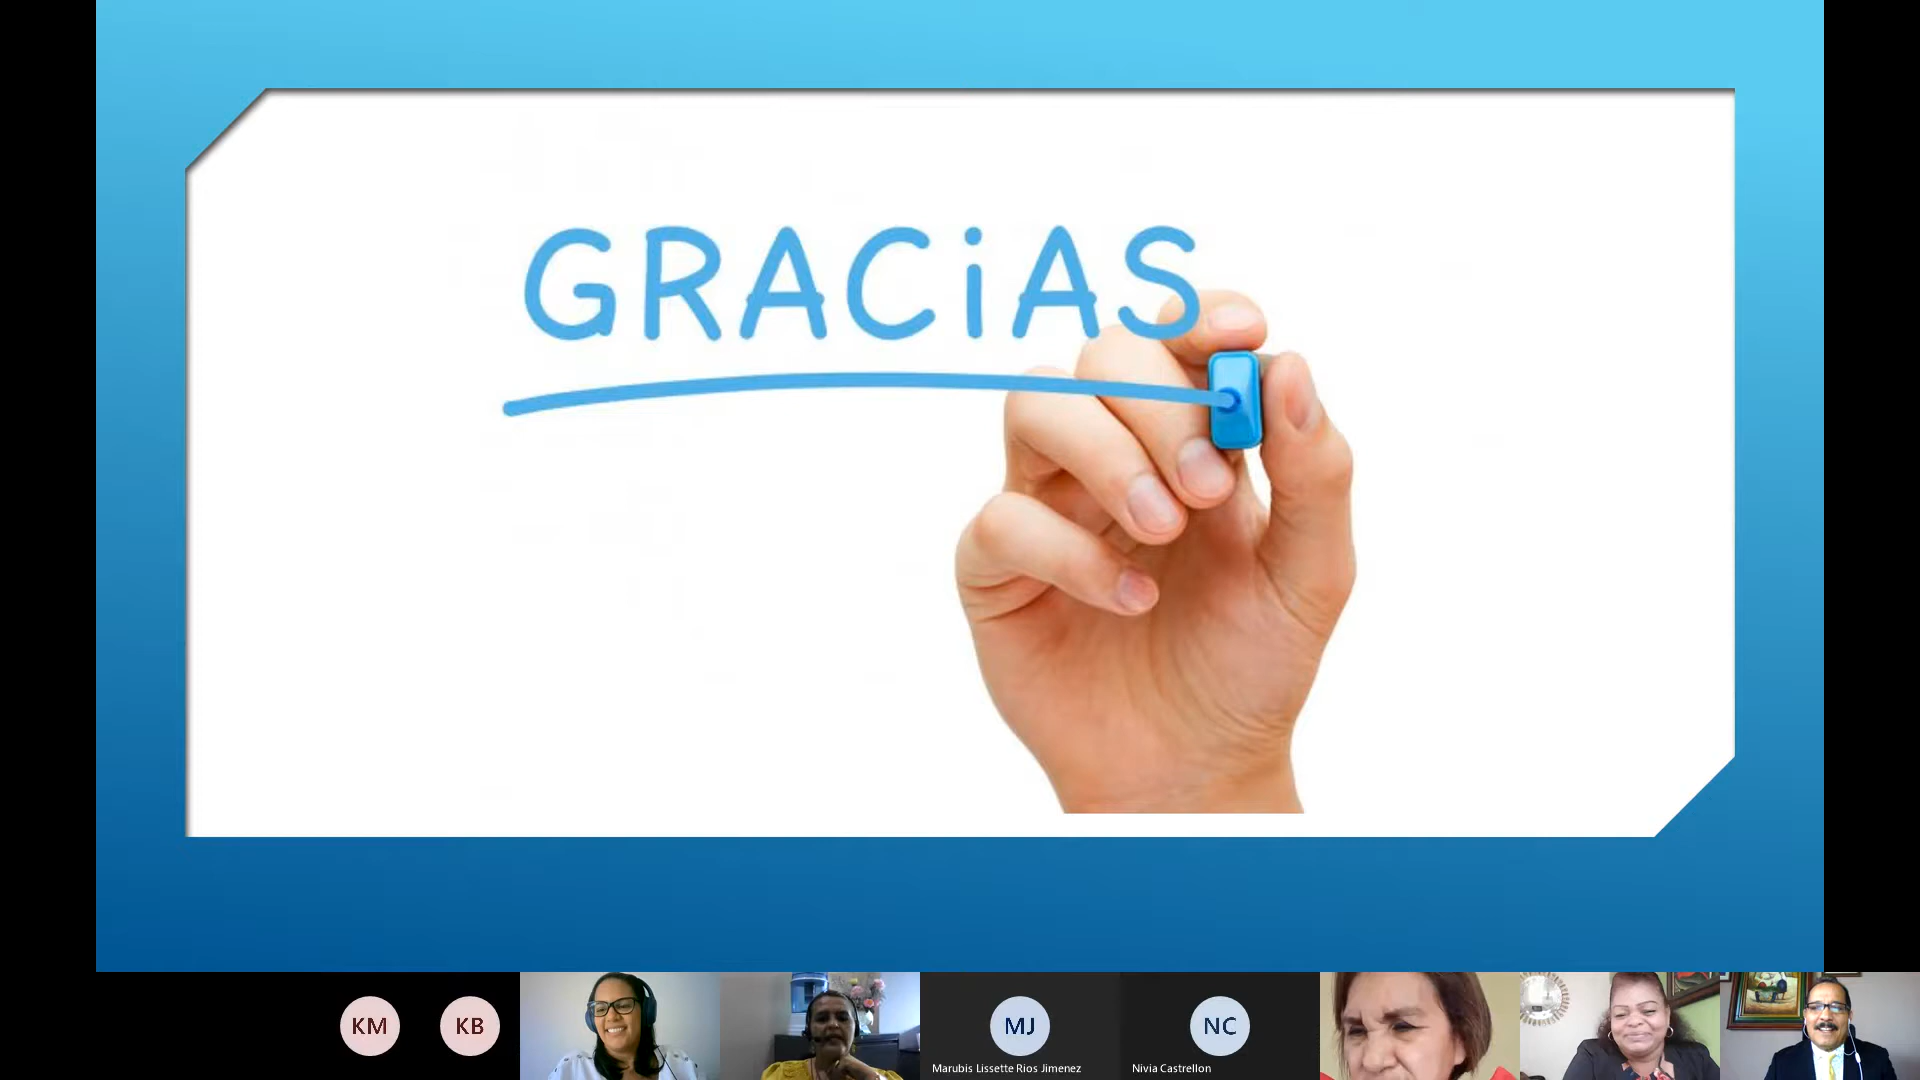 GRACiAS
KM
KB
MJ
NC
Marubis Lissette Rios Jimenez
Nivia Castrellon